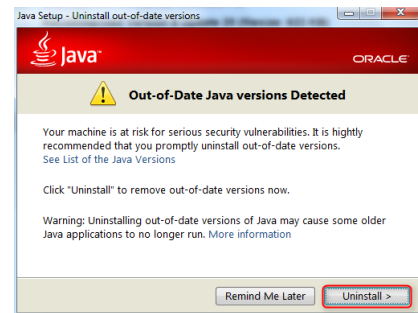 Java Setup - Uninstall out-of-date versions
Java
ORACLE
Out-of-Date Java versions Detected
Your machine is at risk for serious security vulnerabilities. It is highly
recommended that you promptly uninstall out-of-date versions.
See List of the Java Versions
Click "Uninstall" to remove out-of-date versions now.
Warning: Uninstalling out-of-date versions of Java may cause some older
Java applications to no longer run. More information
Remind Me Later
Uninstall >